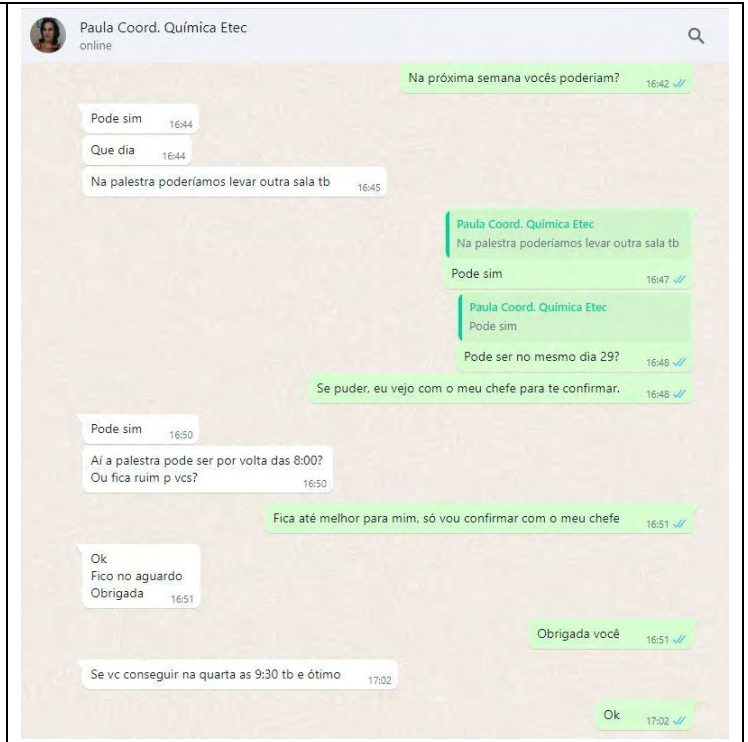 Paula Coord. Química Etec
online
Na próxima semana vocês poderiam? 16:42
Pode sim 16:44
Que dia 16:44
Na palestra poderíamos levar outra sala tb 16:45
Paula Coord. Química Etec
Na palestra poderíamos levar outra sala tb
Pode sim 16:47
Paula Coord. Química Etec
Pode sim
Pode ser no mesmo dia 29? 16:48
Se puder, eu vejo com o meu chefe para te confirmar. 16:48
Pode sim 16:50
Aí a palestra pode ser por volta das 8:00?
Ou fica ruim p vcs? 16:50
Fica até melhor para mim, só vou confirmar com o meu chefe 16:51
Ok
Fico no aguardo
Obrigada 16:51
Obrigada você 16:51
Se vc conseguir na quarta as 9:30 tb e ótimo 17:02
Ok 17:02